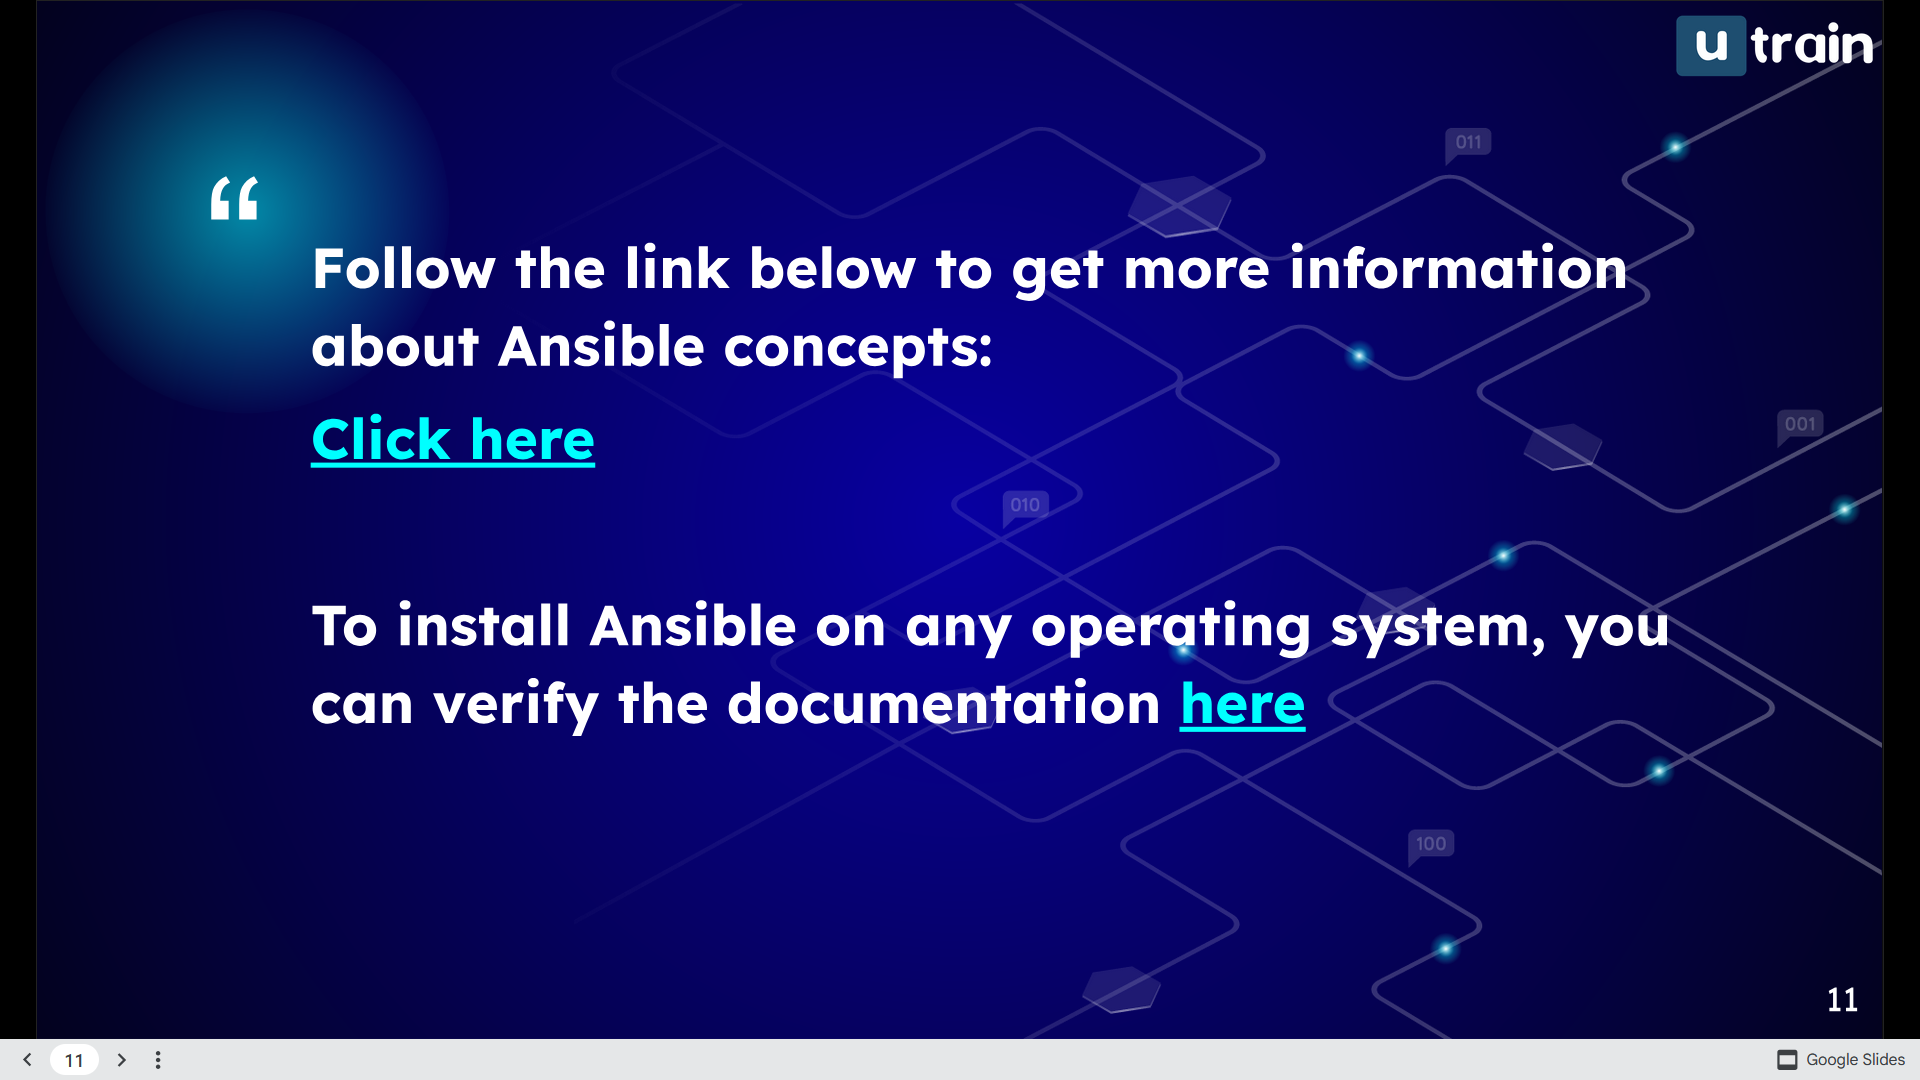 u train
011
“
Follow the link below to get more information
about Ansible concepts:
Click here
001
010
To install Ansible on any operating system, you
can verify the documentation here
100
11
11
Google Slides